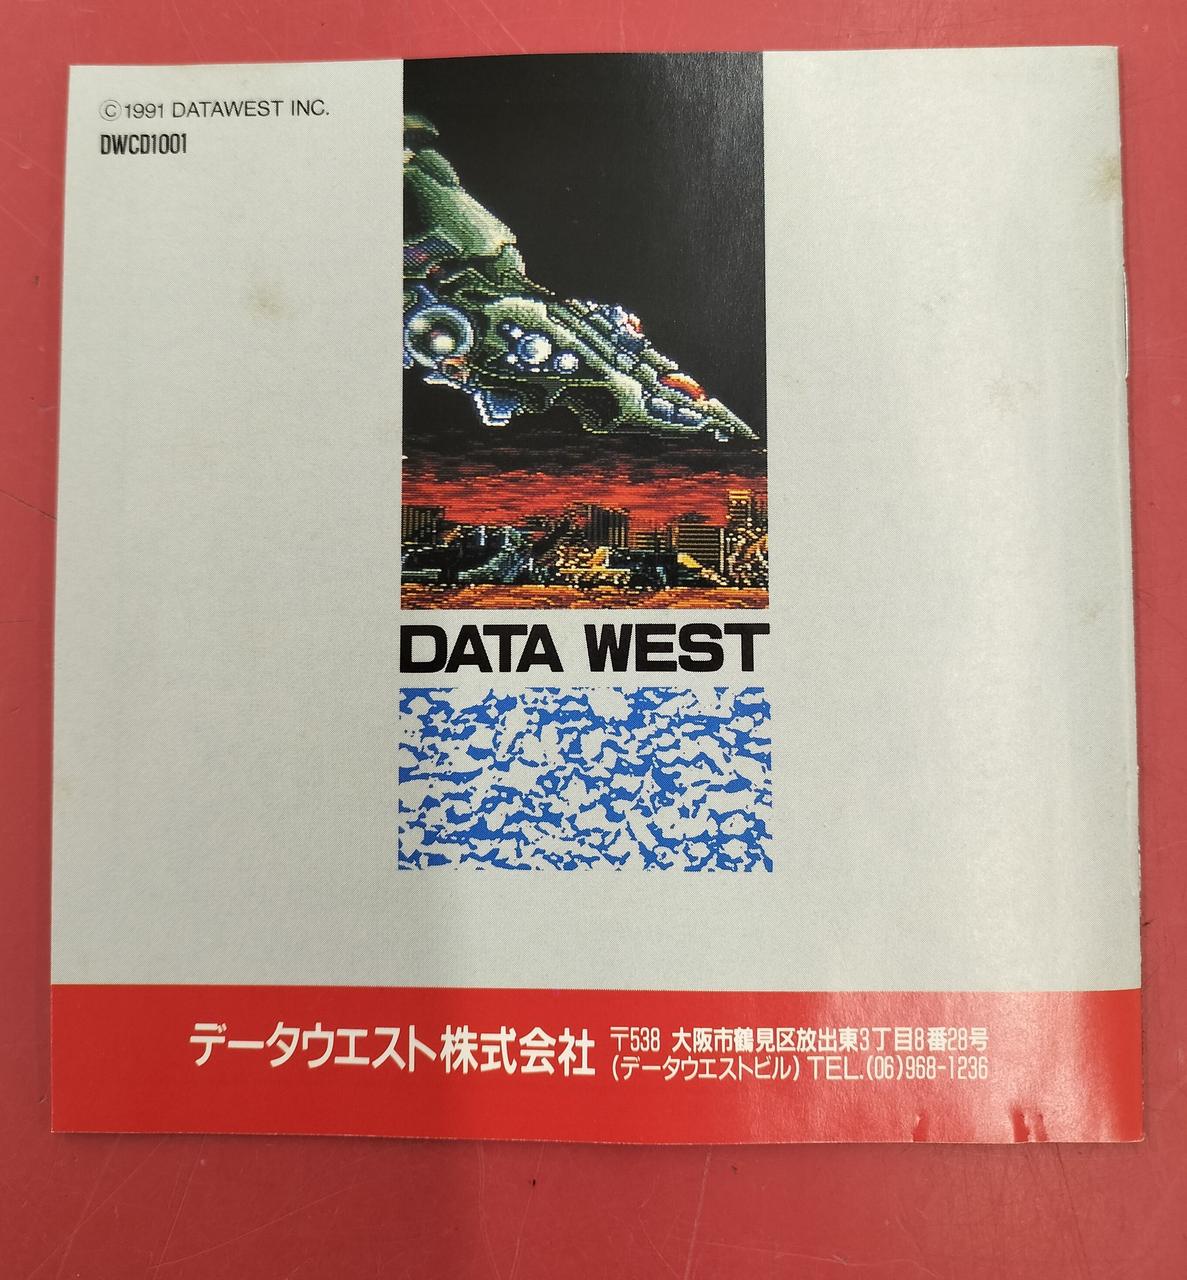 ©1991 DATAWEST INC.
DWCD1001
DATA WEST
データウエスト株式会社
〒538 大阪市鶴見区放出東3丁目8番28号
(データウエストビル) TEL.(06)968-1236